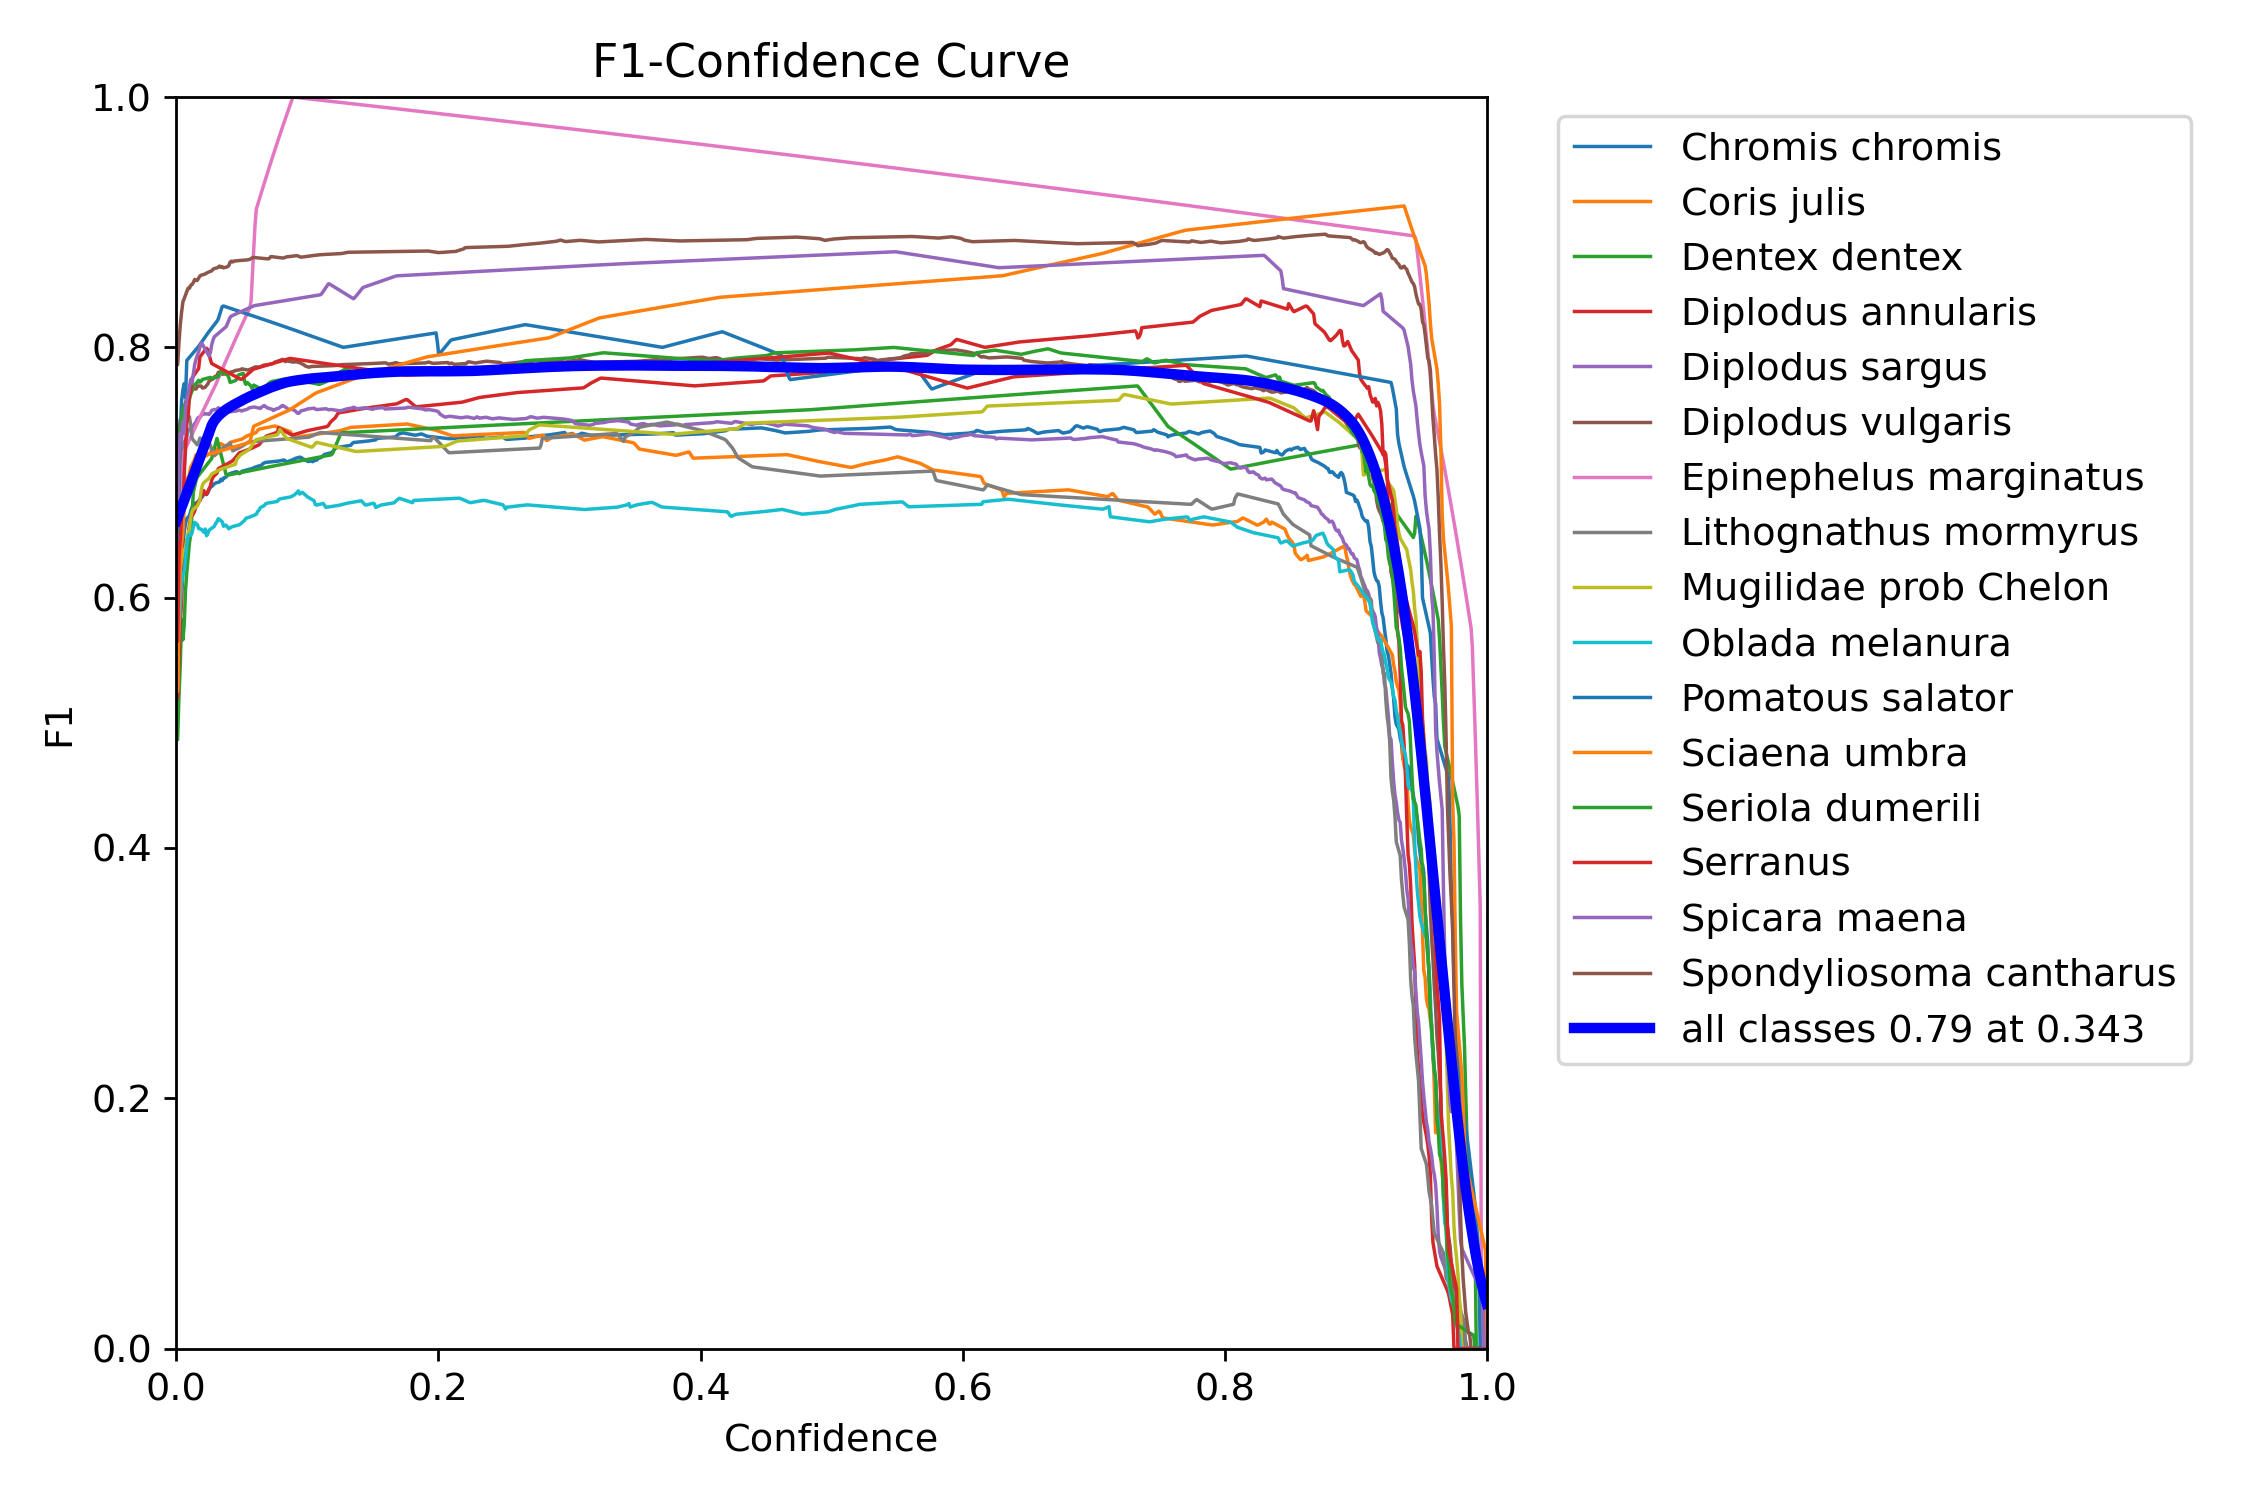 F1-Confidence Curve
1.0
0.8
0.6
0.4
0.2
0.0
F1
0.0 0.2 0.4 0.6 0.8 1.0
Confidence
Chromis chromis
Coris julis
Dentex dentex
Diplodus annularis
Diplodus sargus
Diplodus vulgaris
Epinephelus marginatus
Lithognathus mormyrus
Mugilidae prob Chelon
Oblada melanura
Pomatous salator
Sciaena umbra
Seriola dumerili
Serranus
Spicara maena
Spondyliosoma cantharus
all classes 0.79 at 0.343